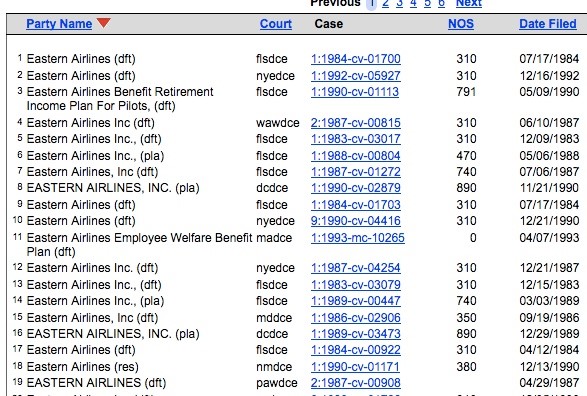 Previous 1 2 3 4 5 6 Next
Party Name Court Case NOS Date Filed
1 Eastern Airlines (dft) flsdce 1:1984-cv-01700 310 07/17/1984
2 Eastern Airlines (dft) nyedce 1:1992-cv-05927 310 12/16/1992
3 Eastern Airlines Benefit Retirement flsdce 1:1990-cv-01113 791 05/09/1990
Income Plan For Pilots, (dft)
4 Eastern Airlines Inc (dft) wawdce 2:1987-cv-00815 310 06/10/1987
5 Eastern Airlines Inc., (dft) flsdce 1:1983-cv-03017 310 12/09/1983
6 Eastern Airlines Inc., (pla) flsdce 1:1988-cv-00804 470 05/06/1988
7 Eastern Airlines, Inc (dft) flsdce 1:1987-cv-01272 740 07/06/1987
8 EASTERN AIRLINES, INC. (pla) dcdce 1:1990-cv-02879 890 11/21/1990
9 Eastern Airlines (dft) flsdce 1:1984-cv-01703 310 07/17/1984
10 Eastern Airlines (dft) nyedce 9:1990-cv-04416 310 12/21/1990
11 Eastern Airlines Employee Welfare Benefit madce 1:1993-mc-10265 0 04/07/1993
Plan (dft)
12 Eastern Airlines Inc. (dft) nyedce 1:1987-cv-04254 310 12/21/1987
13 Eastern Airlines Inc. (dft) flsdce 1:1983-cv-03079 310 12/15/1983
14 Eastern Airlines Inc., (pla) flsdce 1:1989-cv-00447 740 03/03/1989
15 Eastern Airlines, Inc (dft) mddce 1:1986-cv-02906 350 09/19/1986
16 EASTERN AIRLINES, INC. (pla) dcdce 1:1989-cv-03473 890 12/29/1989
17 Eastern Airlines (dft) flsdce 1:1984-cv-00922 310 04/12/1984
18 Eastern Airlines (res) nmdce 1:1990-cv-01171 380 12/13/1990
19 EASTERN AIRLINES (dft) pawdce 2:1987-cv-00908 04/29/1987